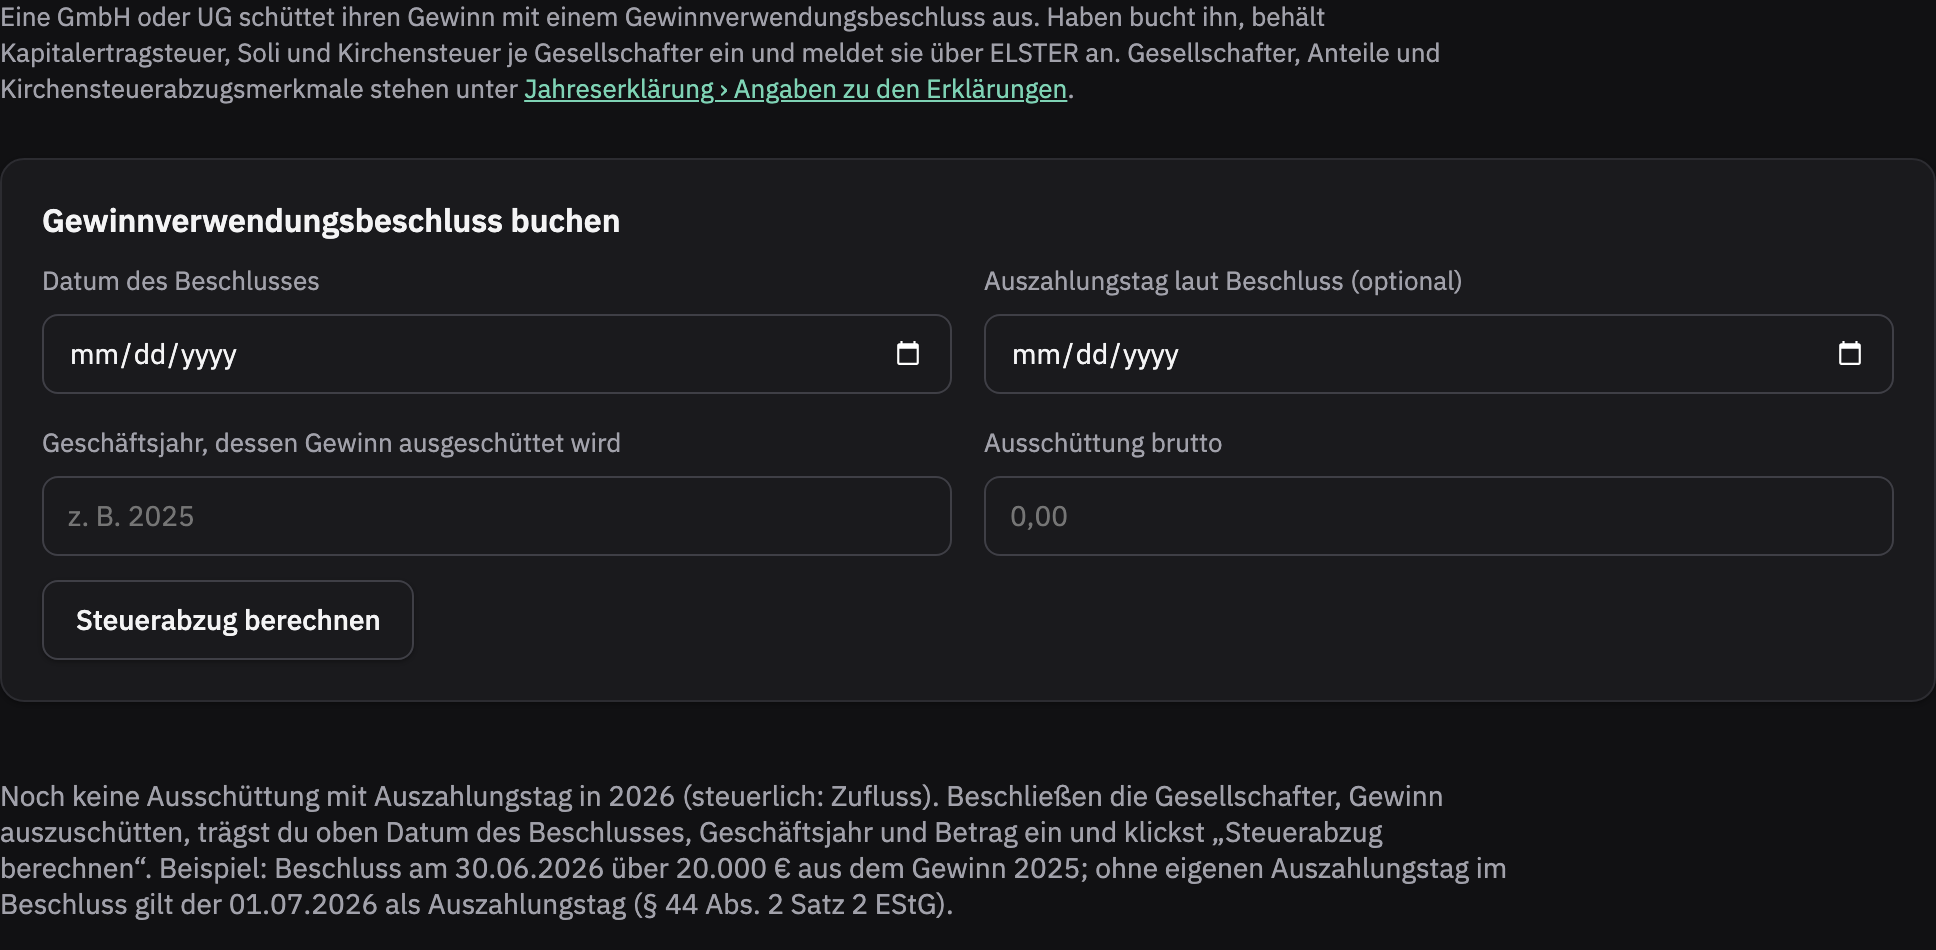 Eine GmbH oder UG schüttet ihren Gewinn mit einem Gewinnverwendungsbeschluss aus. Haben bucht ihn, behält
Kapitalertragsteuer, Soli und Kirchensteuer je Gesellschafter ein und meldet sie über ELSTER an. Gesellschafter, Anteile und
Kirchensteuerabzugsmerkmale stehen unter Jahreserklärung › Angaben zu den Erklärungen.
Gewinnverwendungsbeschluss buchen
Datum des Beschlusses
Auszahlungstag laut Beschluss (optional)
mm/dd/yyyy
mm/dd/yyyy
Geschäftsjahr, dessen Gewinn ausgeschüttet wird
Ausschüttung brutto
z. B. 2025
0,00
Steuerabzug berechnen
Noch keine Ausschüttung mit Auszahlungstag in 2026 (steuerlich: Zufluss). Beschließen die Gesellschafter, Gewinn
auszuschütten, trägst du oben Datum des Beschlusses, Geschäftsjahr und Betrag ein und klickst „Steuerabzug
berechnen“. Beispiel: Beschluss am 30.06.2026 über 20.000 € aus dem Gewinn 2025; ohne eigenen Auszahlungstag im
Beschluss gilt der 01.07.2026 als Auszahlungstag (§ 44 Abs. 2 Satz 2 EStG).